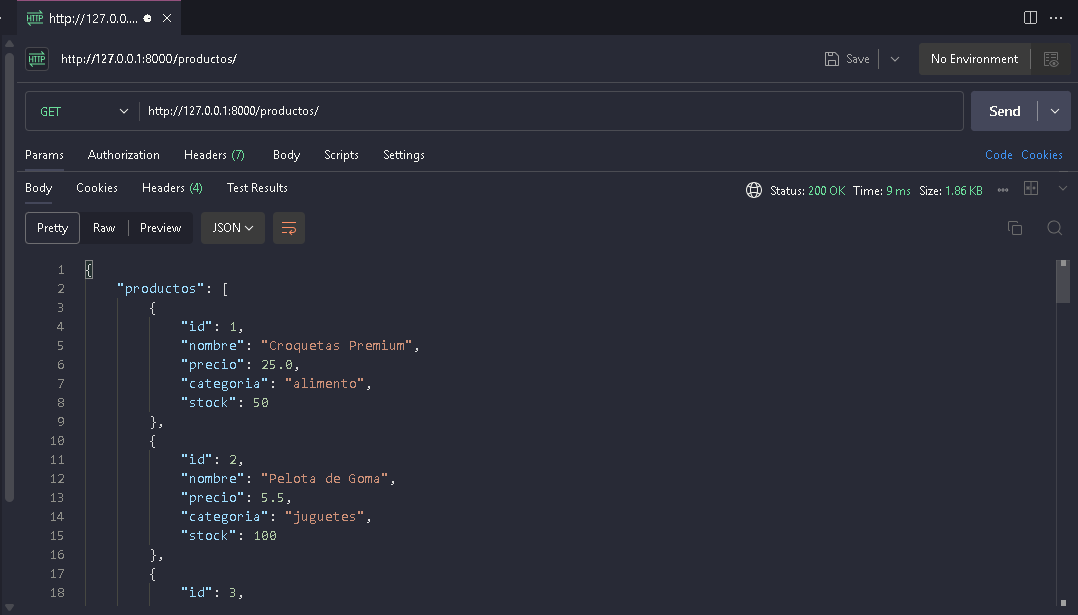 HTTP http://127.0.0....
HTTP http://127.0.0.1:8000/productos/ Save No Environment
GET http://127.0.0.1:8000/productos/ Send
Params Authorization Headers (7) Body Scripts Settings Code Cookies
Body Cookies Headers (4) Test Results Status: 200 OK Time: 9 ms Size: 1.86 KB
Pretty Raw Preview JSON
1 {
2 "productos": [
3 {
4 "id": 1,
5 "nombre": "Croquetas Premium",
6 "precio": 25.0,
7 "categoria": "alimento",
8 "stock": 50
9 },
10 {
11 "id": 2,
12 "nombre": "Pelota de Goma",
13 "precio": 5.5,
14 "categoria": "juguetes",
15 "stock": 100
16 },
17 {
18 "id": 3,